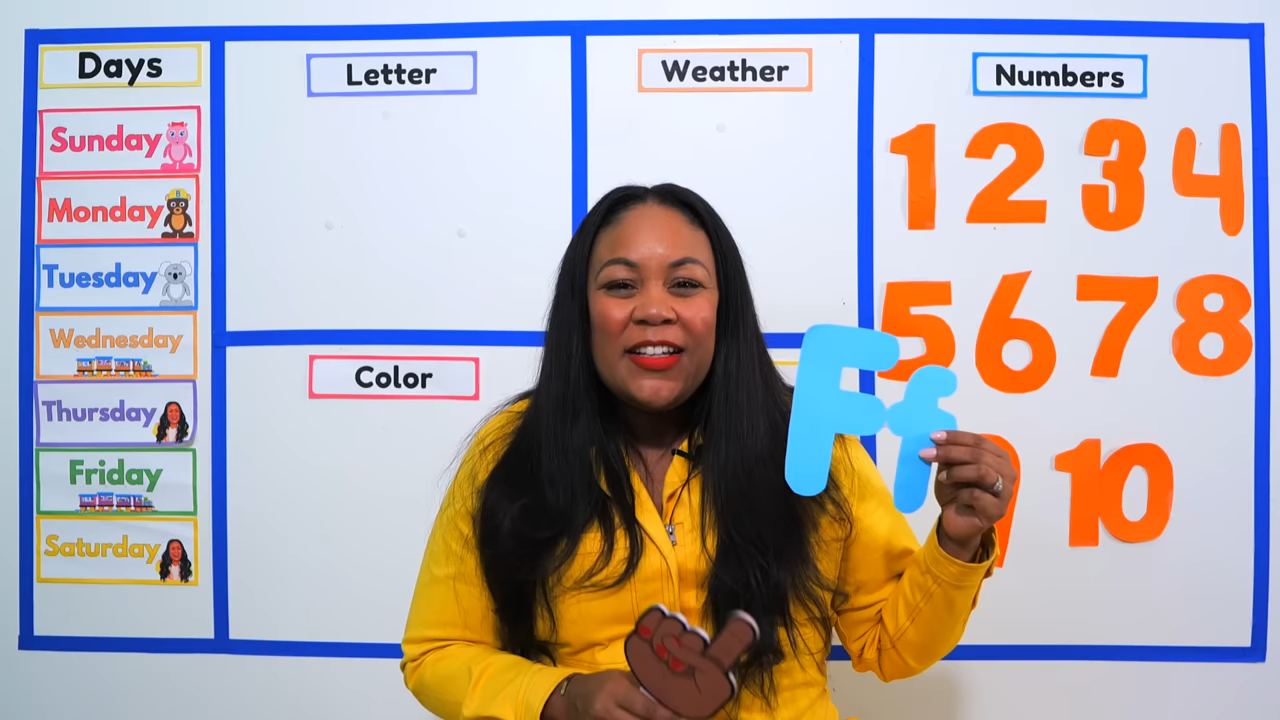 Days
Sunday
Monday
Tuesday
Wednesday
Thursday
Friday
Saturday
Letter
Color
Weather
Numbers
1 2 3 4
5 6 7 8
9 10
Ff